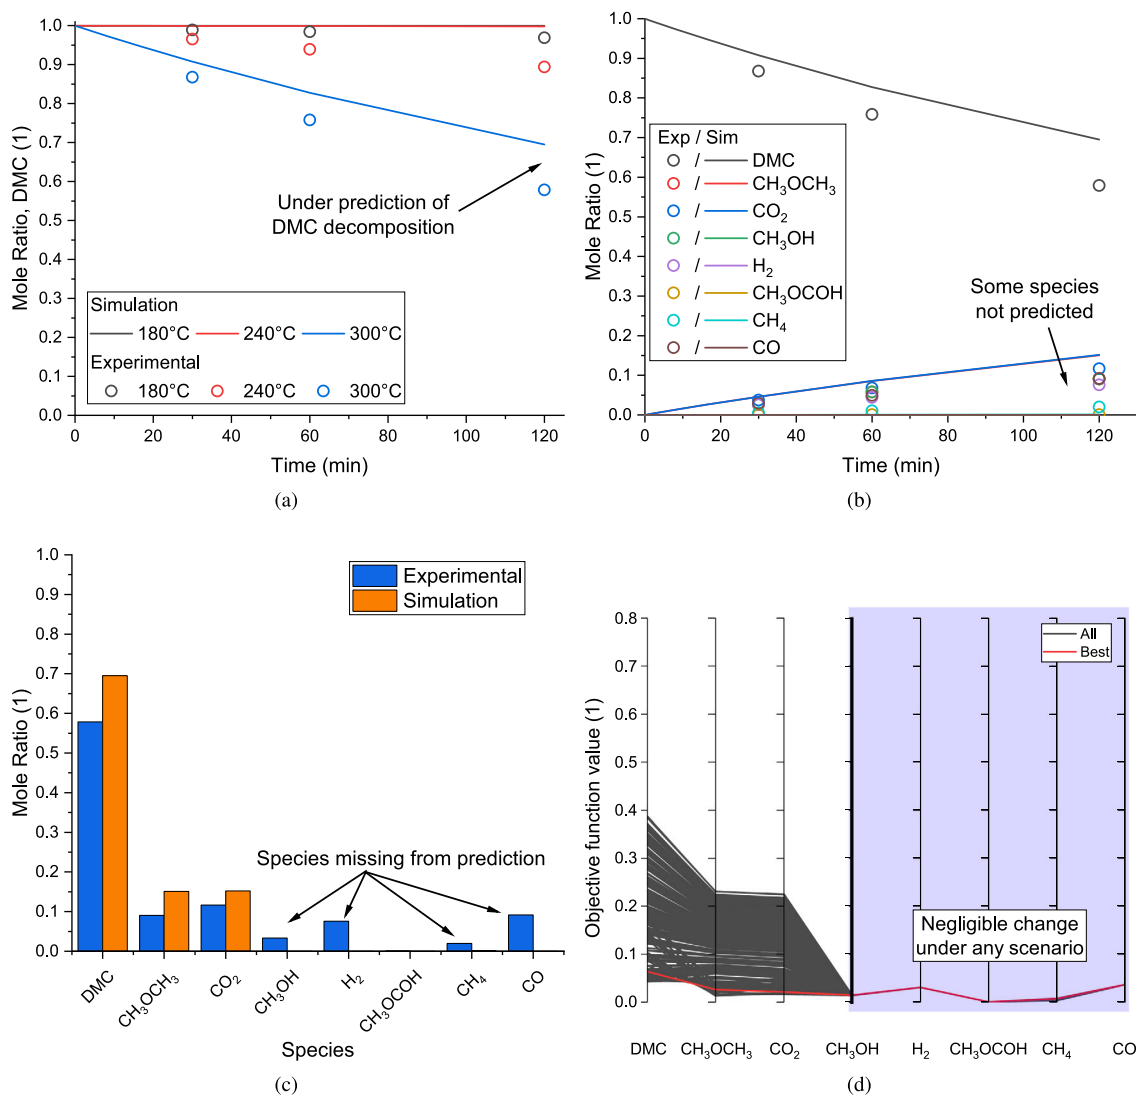 1.0
0.9
0.8
0.7
0.6
0.5
0.4
0.3
0.2
0.1
0.0
Mole Ratio, DMC (1)
Under prediction of
DMC decomposition
Simulation
180°C 240°C 300°C
Experimental
180°C 240°C 300°C
0 20 40 60 80 100 120
Time (min)
(a)
1.0
0.9
0.8
0.7
0.6
0.5
0.4
0.3
0.2
0.1
0.0
Mole Ratio (1)
Exp / Sim
/ DMC
/ CH₃OCH₃
/ CO₂
/ CH₃OH
/ H₂
/ CH₃OCOH
/ CH₄
/ CO
Some species
not predicted
0 20 40 60 80 100 120
Time (min)
(b)
1.0
0.9
0.8
0.7
0.6
0.5
0.4
0.3
0.2
0.1
0.0
Mole Ratio (1)
Experimental
Simulation
Species missing from prediction
DMC CH₃OCH₃ CO₂ CH₃OH H₂ CH₃OCOH CH₄ CO
Species
(c)
0.8
0.7
0.6
0.5
0.4
0.3
0.2
0.1
0.0
Objective function value (1)
All
Best
Negligible change
under any scenario
DMC CH₃OCH₃ CO₂ CH₃OH H₂ CH₃OCOH CH₄ CO
(d)